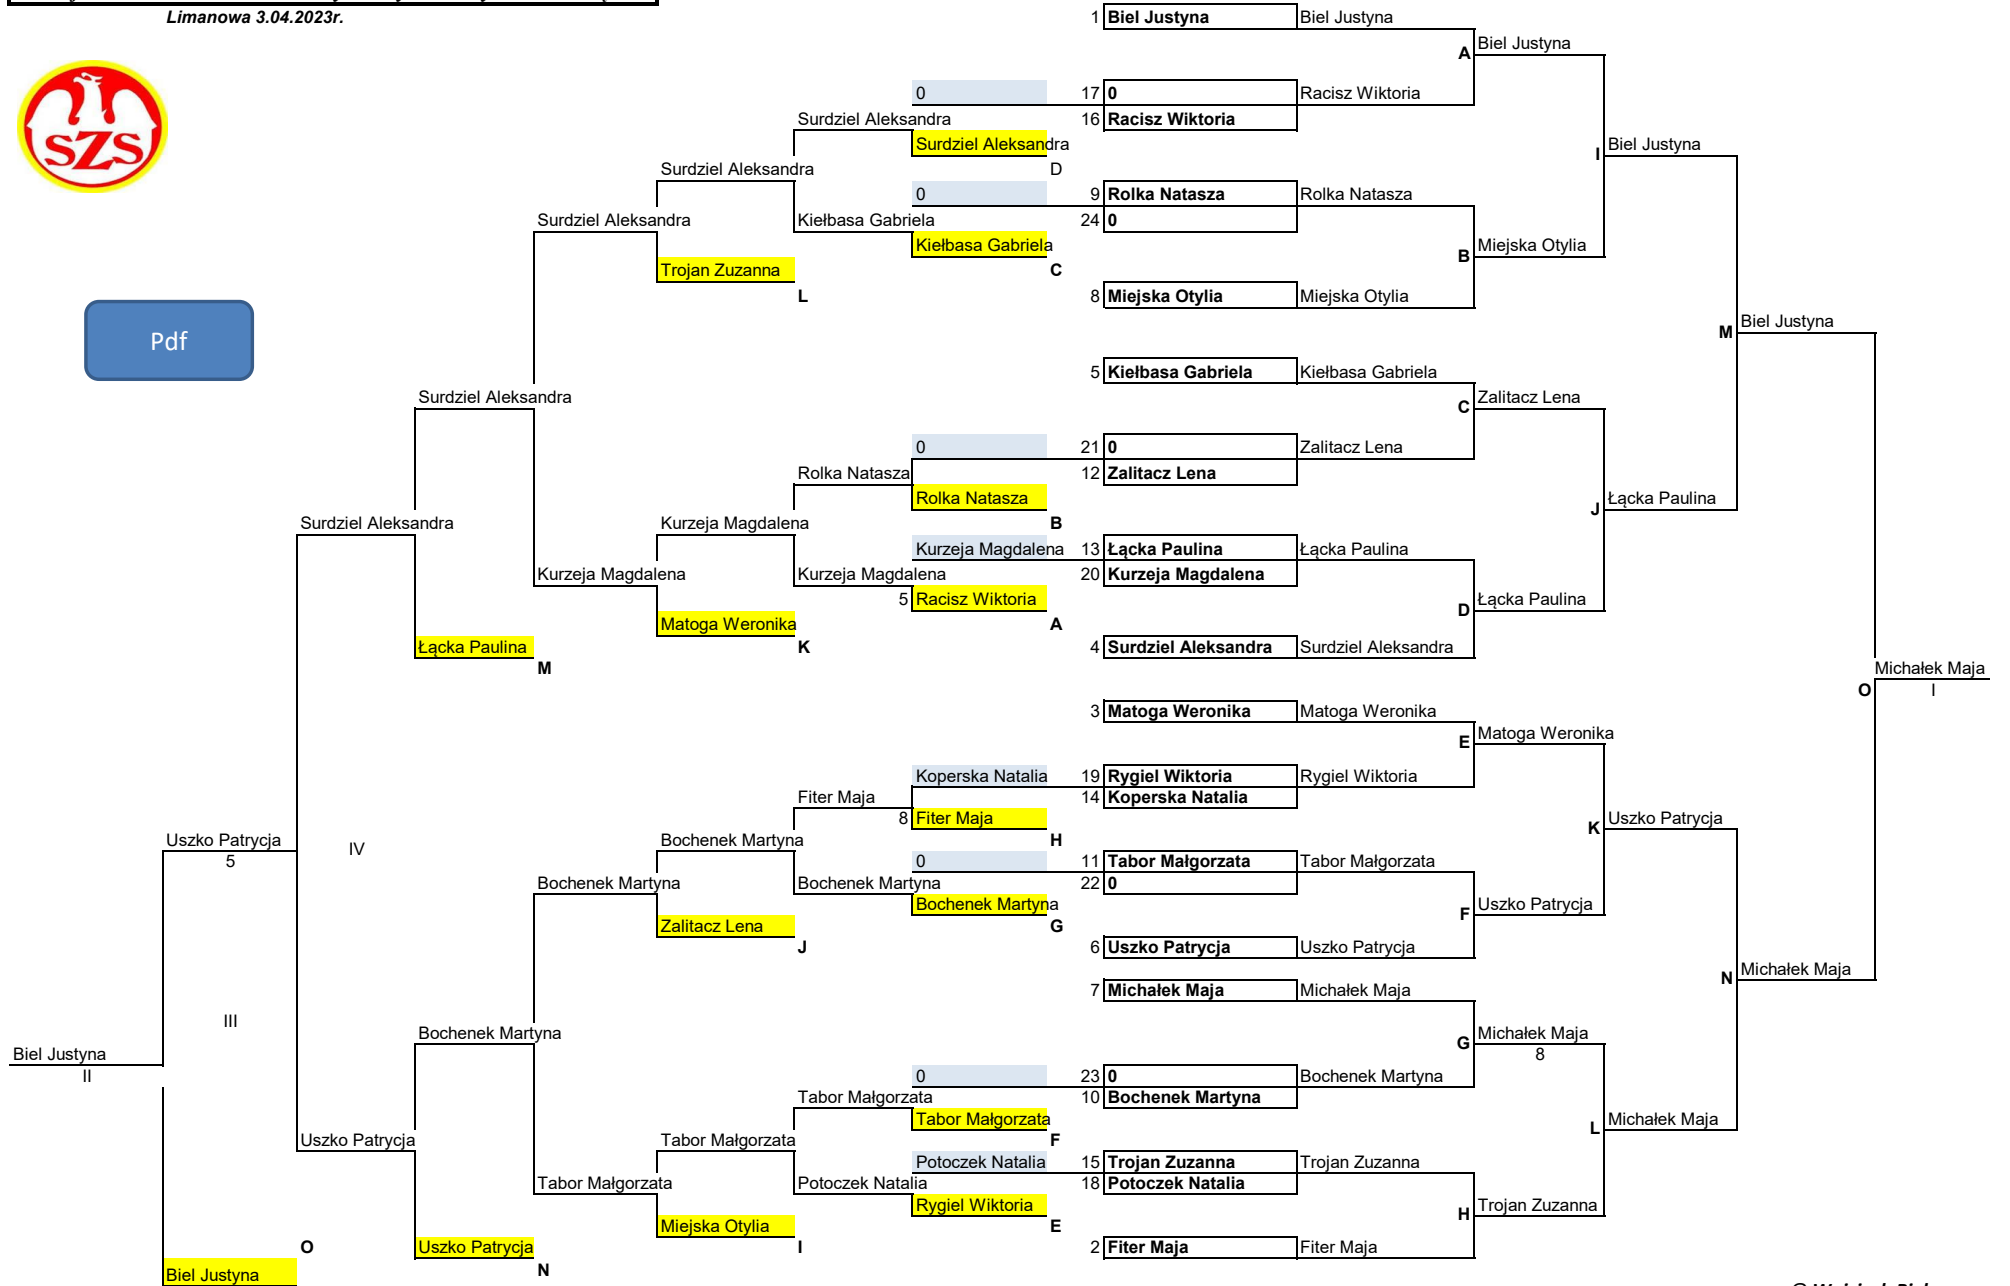 Limanowa 3.04.2023r.
1 Biel Justyna Biel Justyna
A Biel Justyna
0 17 0 Racisz Wiktoria
Surdziel Aleksandra 16 Racisz Wiktoria
SZS
Surdziel Aleksandra
I Biel Justyna
Surdziel Aleksandra D
0 9 Rolka Natasza Rolka Natasza
Surdziel Aleksandra Kiełbasa Gabriela 24 0
Kiełbasa Gabriela B Miejska Otylia
Trojan Zuzanna C
L 8 Miejska Otylia Miejska Otylia
M Biel Justyna
Pdf
5 Kiełbasa Gabriela Kiełbasa Gabriela
Surdziel Aleksandra C Zalitacz Lena
0 21 0 Zalitacz Lena
Rolka Natasza 12 Zalitacz Lena
Rolka Natasza J Łącka Paulina
Surdziel Aleksandra Kurzeja Magdalena B
Kurzeja Magdalena 13 Łącka Paulina Łącka Paulina
Kurzeja Magdalena Kurzeja Magdalena 20 Kurzeja Magdalena
5 Racisz Wiktoria D Łącka Paulina
Matoga Weronika A
Łącka Paulina K 4 Surdziel Aleksandra Surdziel Aleksandra
M Michałek Maja
O I
3 Matoga Weronika Matoga Weronika
E Matoga Weronika
Koperska Natalia 19 Rygiel Wiktoria Rygiel Wiktoria
Fiter Maja 14 Koperska Natalia
8 Fiter Maja K Uszko Patrycja
Uszko Patrycja IV Bochenek Martyna H
5 0 11 Tabor Małgorzata Tabor Małgorzata
Bochenek Martyna Bochenek Martyna 22 0
Bochenek Martyna F Uszko Patrycja
Zalitacz Lena G
J 6 Uszko Patrycja Uszko Patrycja
N Michałek Maja
7 Michałek Maja Michałek Maja
III Bochenek Martyna G Michałek Maja
Biel Justyna 8
II 0 23 0 Bochenek Martyna
Tabor Małgorzata 10 Bochenek Martyna
Tabor Małgorzata L Michałek Maja
Uszko Patrycja Tabor Małgorzata F
Potoczek Natalia 15 Trojan Zuzanna Trojan Zuzanna
Tabor Małgorzata Potoczek Natalia 18 Potoczek Natalia
Rygiel Wiktoria H Trojan Zuzanna
Miejska Otylia E
O Uszko Patrycja I 2 Fiter Maja Fiter Maja
Biel Justyna N